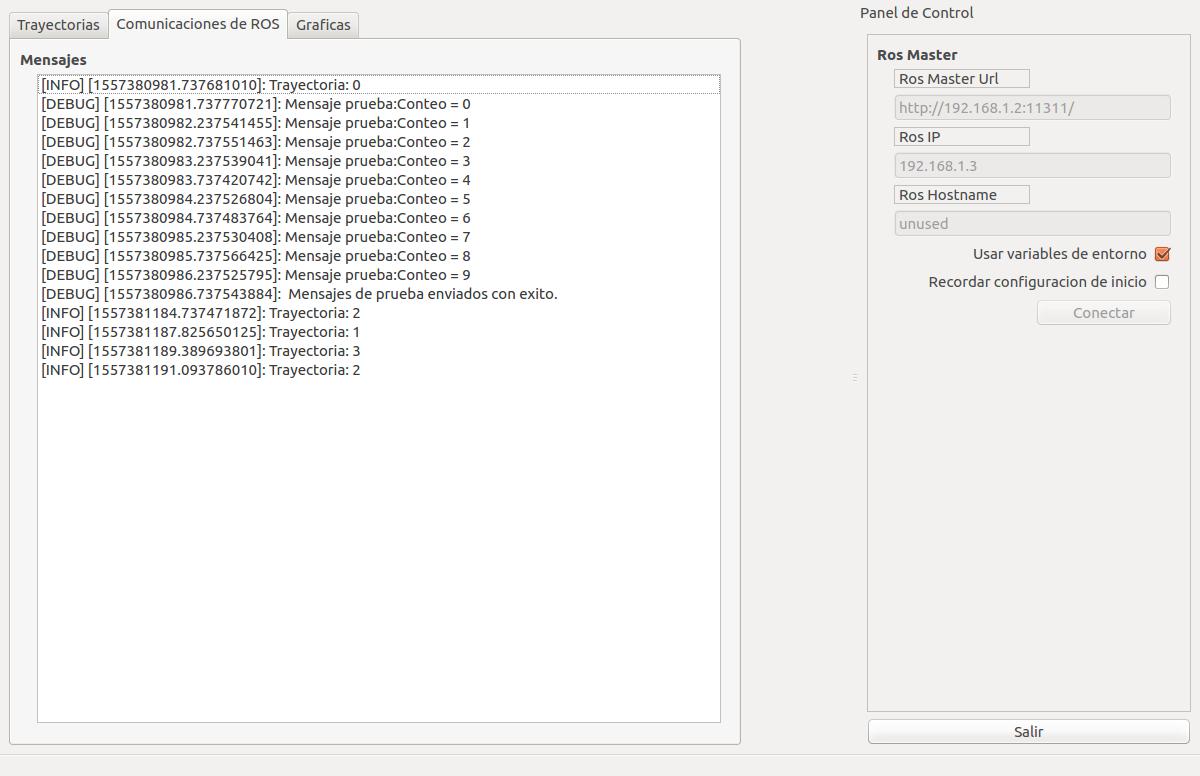 Trayectorias
Comunicaciones de ROS
Graficas
Mensajes
[INFO] [1557380981.737681010]: Trayectoria: 0
[DEBUG] [1557380981.737770721]: Mensaje prueba:Conteo = 0
[DEBUG] [1557380982.237541455]: Mensaje prueba:Conteo = 1
[DEBUG] [1557380982.737551463]: Mensaje prueba:Conteo = 2
[DEBUG] [1557380983.237539041]: Mensaje prueba:Conteo = 3
[DEBUG] [1557380983.737420742]: Mensaje prueba:Conteo = 4
[DEBUG] [1557380984.237526804]: Mensaje prueba:Conteo = 5
[DEBUG] [1557380984.737483764]: Mensaje prueba:Conteo = 6
[DEBUG] [1557380985.237530408]: Mensaje prueba:Conteo = 7
[DEBUG] [1557380985.737566425]: Mensaje prueba:Conteo = 8
[DEBUG] [1557380986.237525795]: Mensaje prueba:Conteo = 9
[DEBUG] [1557380986.737543884]:  Mensajes de prueba enviados con exito.
[INFO] [1557381184.737471872]: Trayectoria: 2
[INFO] [1557381187.825650125]: Trayectoria: 1
[INFO] [1557381189.389693801]: Trayectoria: 3
[INFO] [1557381191.093786010]: Trayectoria: 2
Panel de Control
Ros Master
Ros Master Url
http://192.168.1.2:11311/
Ros IP
192.168.1.3
Ros Hostname
unused
Usar variables de entorno
Recordar configuracion de inicio
Conectar
Salir